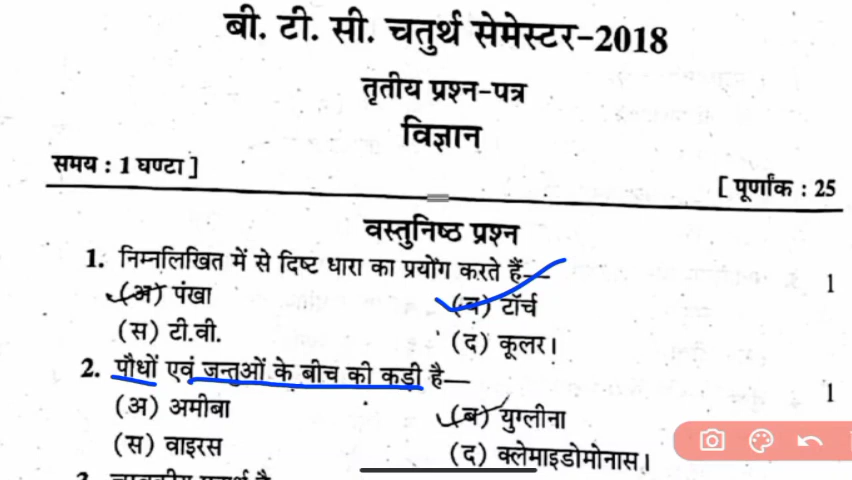 बी. टी. सी. चतुर्थ सेमेस्टर-2018
तृतीय प्रश्न-पत्र
विज्ञान
समय : 1 घण्टा ]
[ पूर्णांक : 25
वस्तुनिष्ठ प्रश्न
1. निम्नलिखित में से दिष्ट धारा का प्रयोग करते हैं— 1
(अ) पंखा (ब) टॉर्च
(स) टी.वी. (द) कूलर।
2. पौधों एवं जन्तुओं के बीच की कड़ी है— 1
(अ) अमीबा (ब) युग्लीना
(स) वाइरस (द) क्लेमाइडोमोनास।